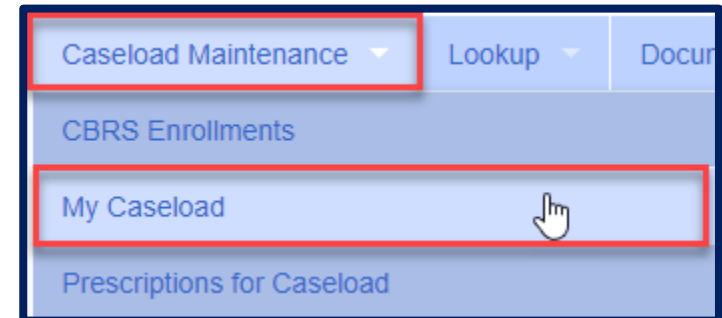 Caseload Maintenance Lookup
CBRS Enrollments
My Caseload
Prescriptions for Caseload